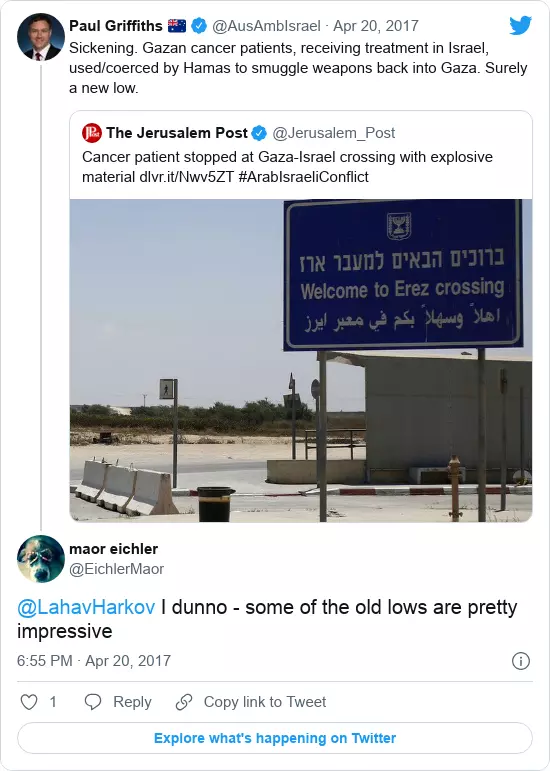 Paul Griffiths 🇦🇺 @AusAmbIsrael · Apr 20, 2017
Sickening. Gazan cancer patients, receiving treatment in Israel,
used/coerced by Hamas to smuggle weapons back into Gaza. Surely
a new low.
JPost
The Jerusalem Post @Jerusalem_Post
Cancer patient stopped at Gaza-Israel crossing with explosive
material dlvr.it/Nwv5ZT #ArabIsraeliConflict
ברוכים הבאים למעבר ארז
Welcome to Erez crossing
اهلاً وسهلاً بكم في معبر ايرز
maor eichler
@EichlerMaor
@LahavHarkov I dunno - some of the old lows are pretty
impressive
6:55 PM · Apr 20, 2017
1 Reply Copy link to Tweet
Explore what's happening on Twitter